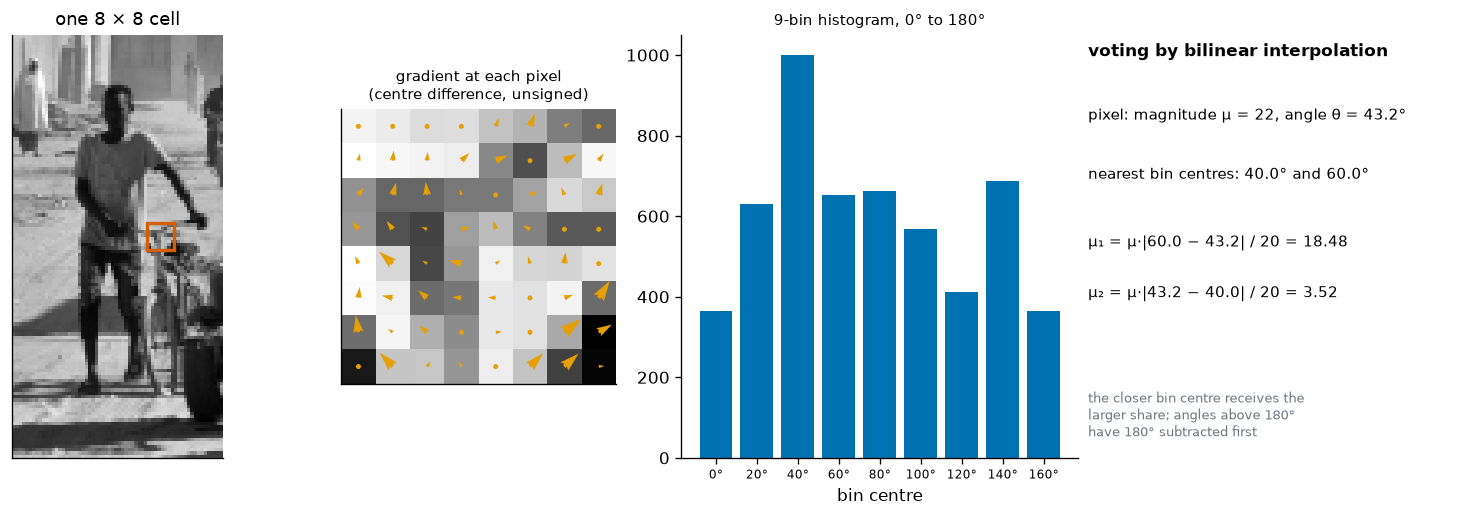 one 8 × 8 cell
gradient at each pixel
(centre difference, unsigned)
9-bin histogram, 0° to 180°
1000
800
600
400
200
0
0°
20°
40°
60°
80°
100°
120°
140°
160°
bin centre
voting by bilinear interpolation
pixel: magnitude μ = 22, angle θ = 43.2°
nearest bin centres: 40.0° and 60.0°
μ₁ = μ·|60.0 − 43.2| / 20 = 18.48
μ₂ = μ·|43.2 − 40.0| / 20 = 3.52
the closer bin centre receives the
larger share; angles above 180°
have 180° subtracted first